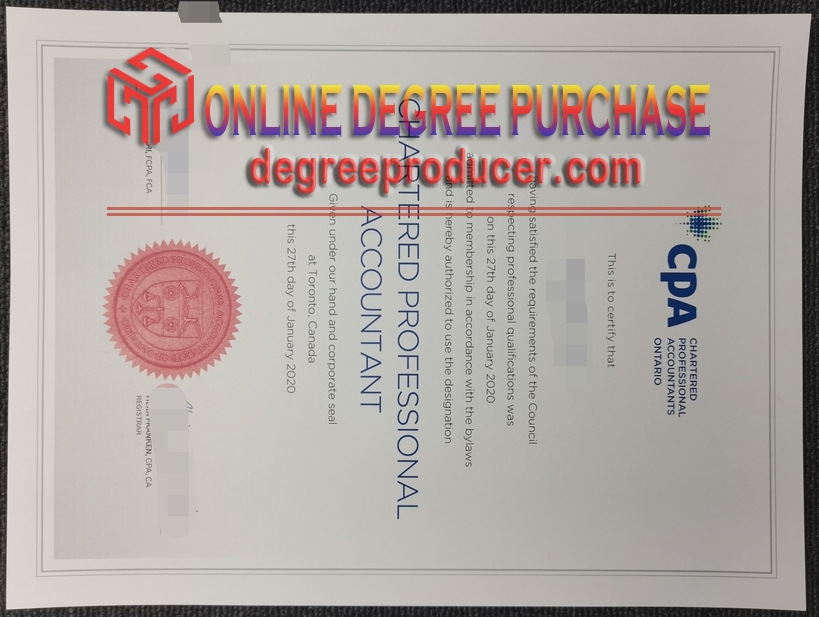 ONLINE DEGREE PURCHASE
degreeproducer.com
CPA
CHARTERED
PROFESSIONAL
ACCOUNTANTS
ONTARIO
This is to certify that
having satisfied the requirements of the Council
respecting professional qualifications was
on this 27th day of January 2020
admitted to membership in accordance with the bylaws
and is hereby authorized to use the designation
CHARTERED PROFESSIONAL
ACCOUNTANT
Given under our hand and corporate seal
at Toronto, Canada
this 27th day of January 2020
FCPA, FCA
CPA, CA
REGISTRAR